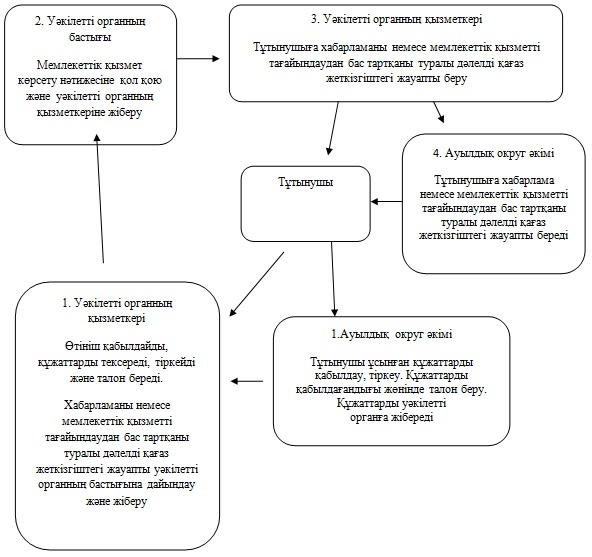 2. Уәкілетті органның
бастығы
Мемлекеттік қызмет
көрсету нәтижесіне қол қою
және уәкілетті органның
қызметкеріне жіберу
3. Уәкілетті органның қызметкері
Тұтынушыға хабарламаны немесе мемлекеттік қызметті
тағайындаудан бас тартқаны туралы дәлелді қағаз
жеткізгіштегі жауапты беру
4. Ауылдық округ әкімі
Тұтынушыға хабарлама
немесе мемлекеттік қызметті
тағайындаудан бас тартқаны
туралы дәлелді қағаз
жеткізгіштегі жауапты береді
Тұтынушы
1. Уәкілетті органның
қызметкері
Өтініш қабылдайды,
құжаттарды тексереді, тіркейді
және талон береді.
Хабарламаны немесе
мемлекеттік қызметті
тағайындаудан бас тартқаны
туралы дәлелді қағаз
жеткізгіштегі жауапты уәкілетті
органның бастығына дайындау
және жіберу
1.Ауылдық округ әкімі
Тұтынушы ұсынған құжаттарды
қабылдау, тіркеу. Құжаттарды
қабылдағандығы жөнінде талон беру.
Құжаттарды уәкілетті
органға жібереді